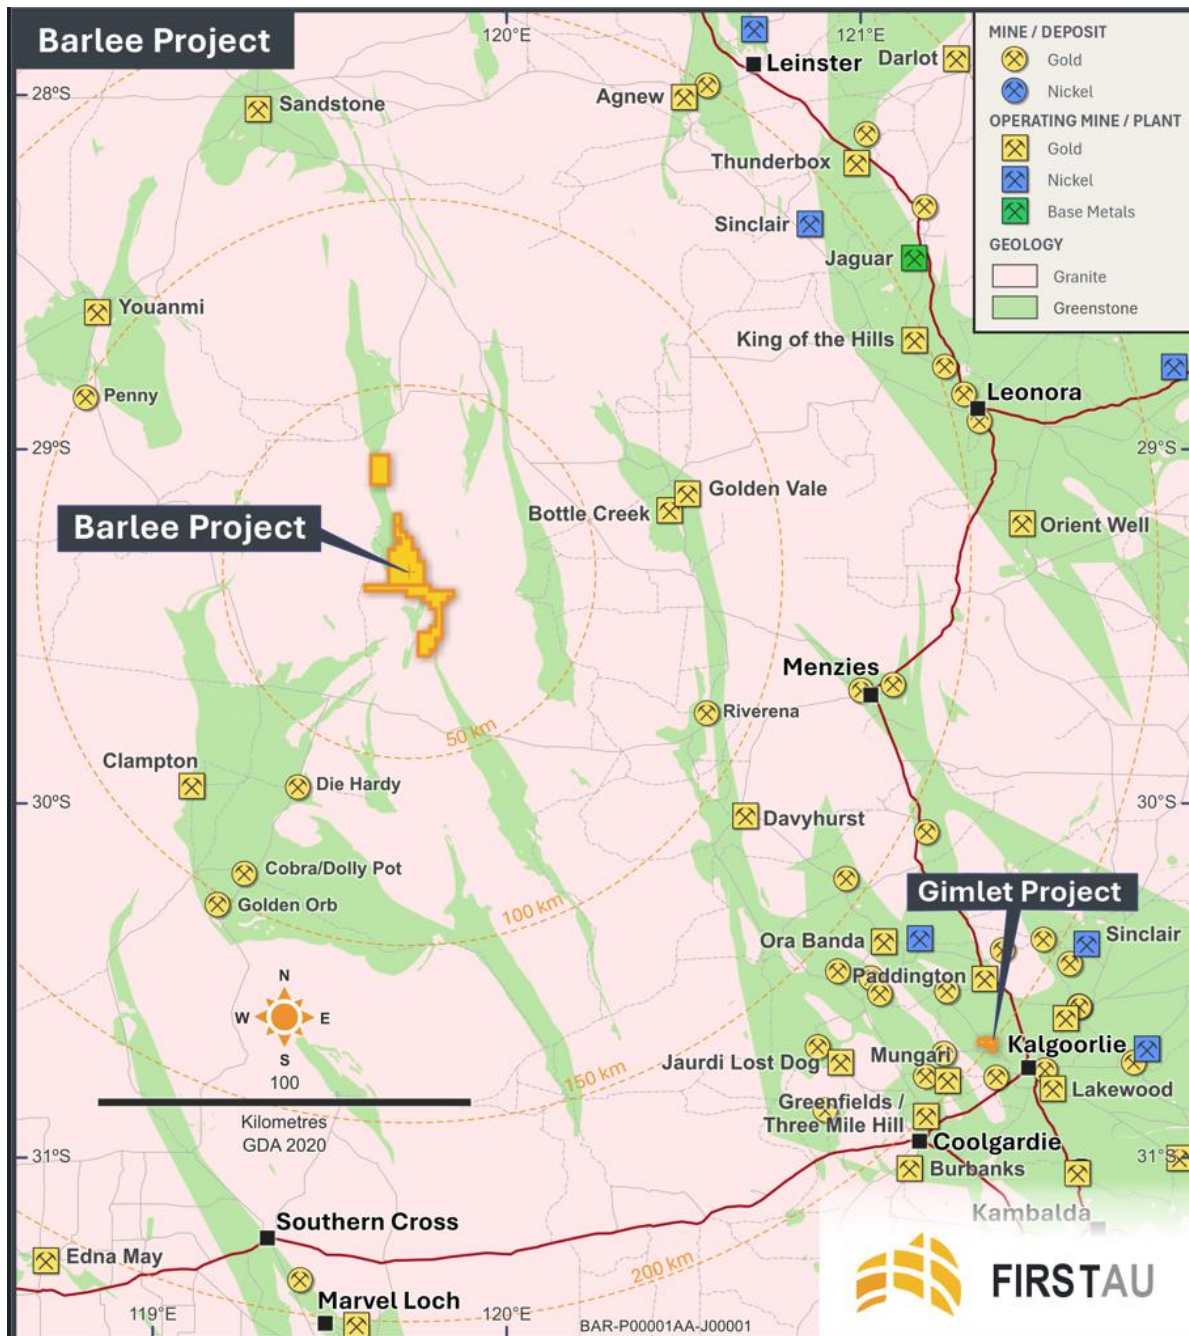 Barlee Project
120°E
121°E
MINE / DEPOSIT
Gold
Nickel
OPERATING MINE / PLANT
Gold
Nickel
Base Metals
GEOLOGY
Granite
Greenstone
Leinster
Darlot
28°S
Agnew
Sandstone
Thunderbox
Sinclair
Jaguar
Youanmi
King of the Hills
Penny
Leonora
29°S
29°S
Golden Vale
Bottle Creek
Orient Well
Barlee Project
Menzies
Riverena
50 km
Clampton
Die Hardy
30°S
30°S
Davyhurst
Cobra/Dolly Pot
Golden Orb
100 km
Gimlet Project
Ora Banda
Sinclair
Paddington
N
W
E
S
Kalgoorlie
Mungari
Jaurdi Lost Dog
150 km
Lakewood
100
Kilometres
GDA 2020
Greenfields /
Three Mile Hill
Coolgardie
31°S
31°S
Burbanks
Kambalda
Southern Cross
Edna May
200 km
FIRSTAU
Marvel Loch
119°E
120°E
BAR-P00001AA-J00001